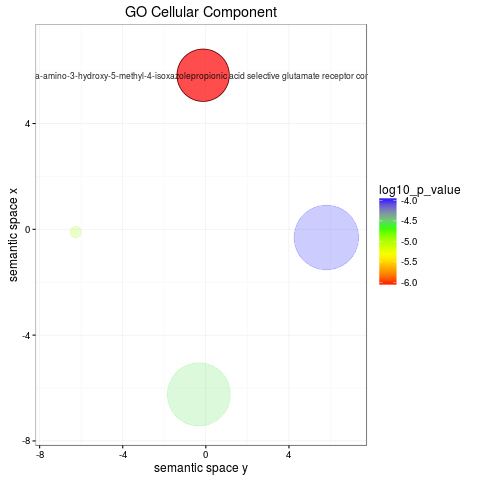 GO Cellular Component
a-amino-3-hydroxy-5-methyl-4-isoxazolepropionic acid selective glutamate receptor cor
semantic space x
4
0
-4
-8
-8
-4
0
4
semantic space y
log10_p_value
-4.0
-4.5
-5.0
-5.5
-6.0